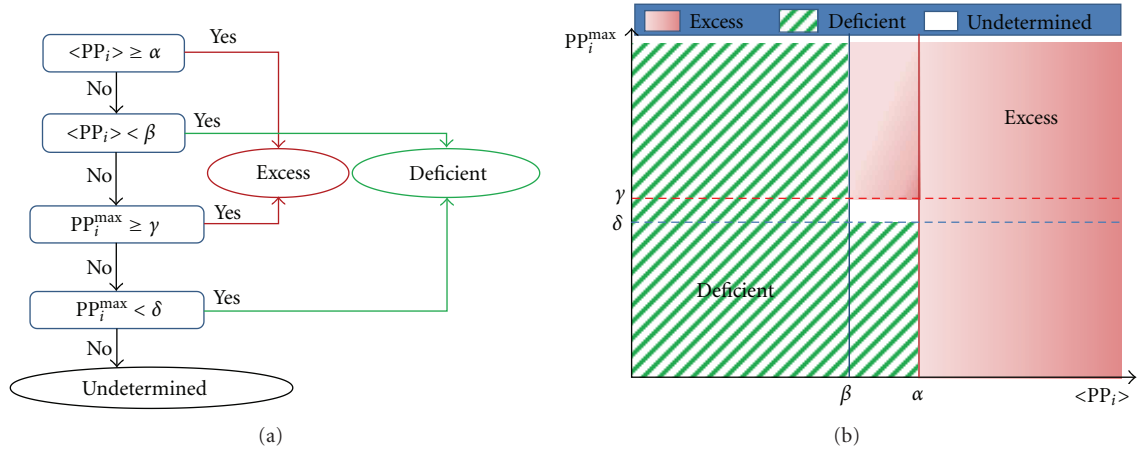 <PP_i> ≥ α
Yes
No
<PP_i> < β
Yes
No
Excess
Deficient
PP_i^max ≥ γ
Yes
No
PP_i^max < δ
Yes
No
Undetermined
(a)
Excess
Deficient
Undetermined
PP_i^max
Excess
γ
δ
Deficient
β
α
<PP_i>
(b)